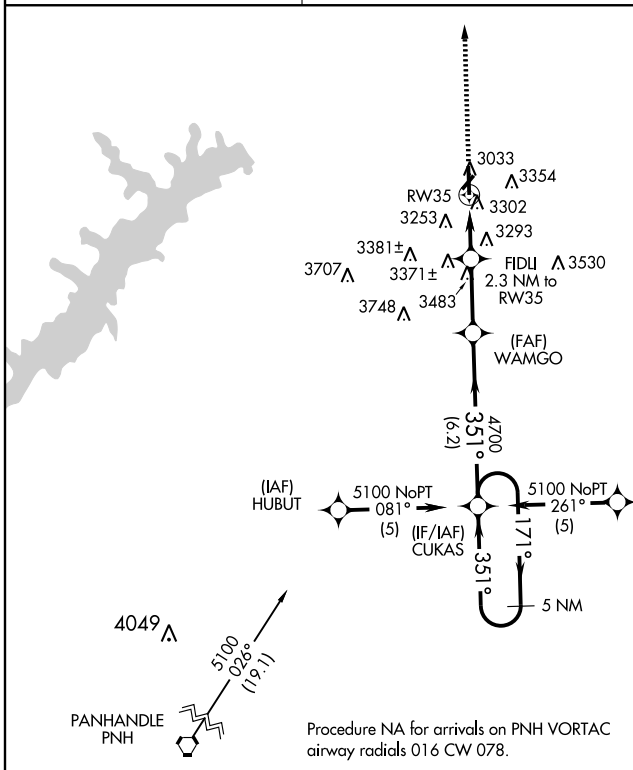 3033
3354
RW35
3302
3253
3293
3381±
FIDLI
3530
3707
3371±
2.3 NM to
RW35
3483
3748
(FAF)
WAMGO
4700
351°
(6.2)
(IAF)
HUBUT
5100 NoPT
081°
(5)
(IF/IAF)
CUKAS
5100 NoPT
261°
(5)
171°
351°
5 NM
4049
5100
026°
(19.1)
PANHANDLE
PNH
Procedure NA for arrivals on PNH VORTAC
airway radials 016 CW 078.